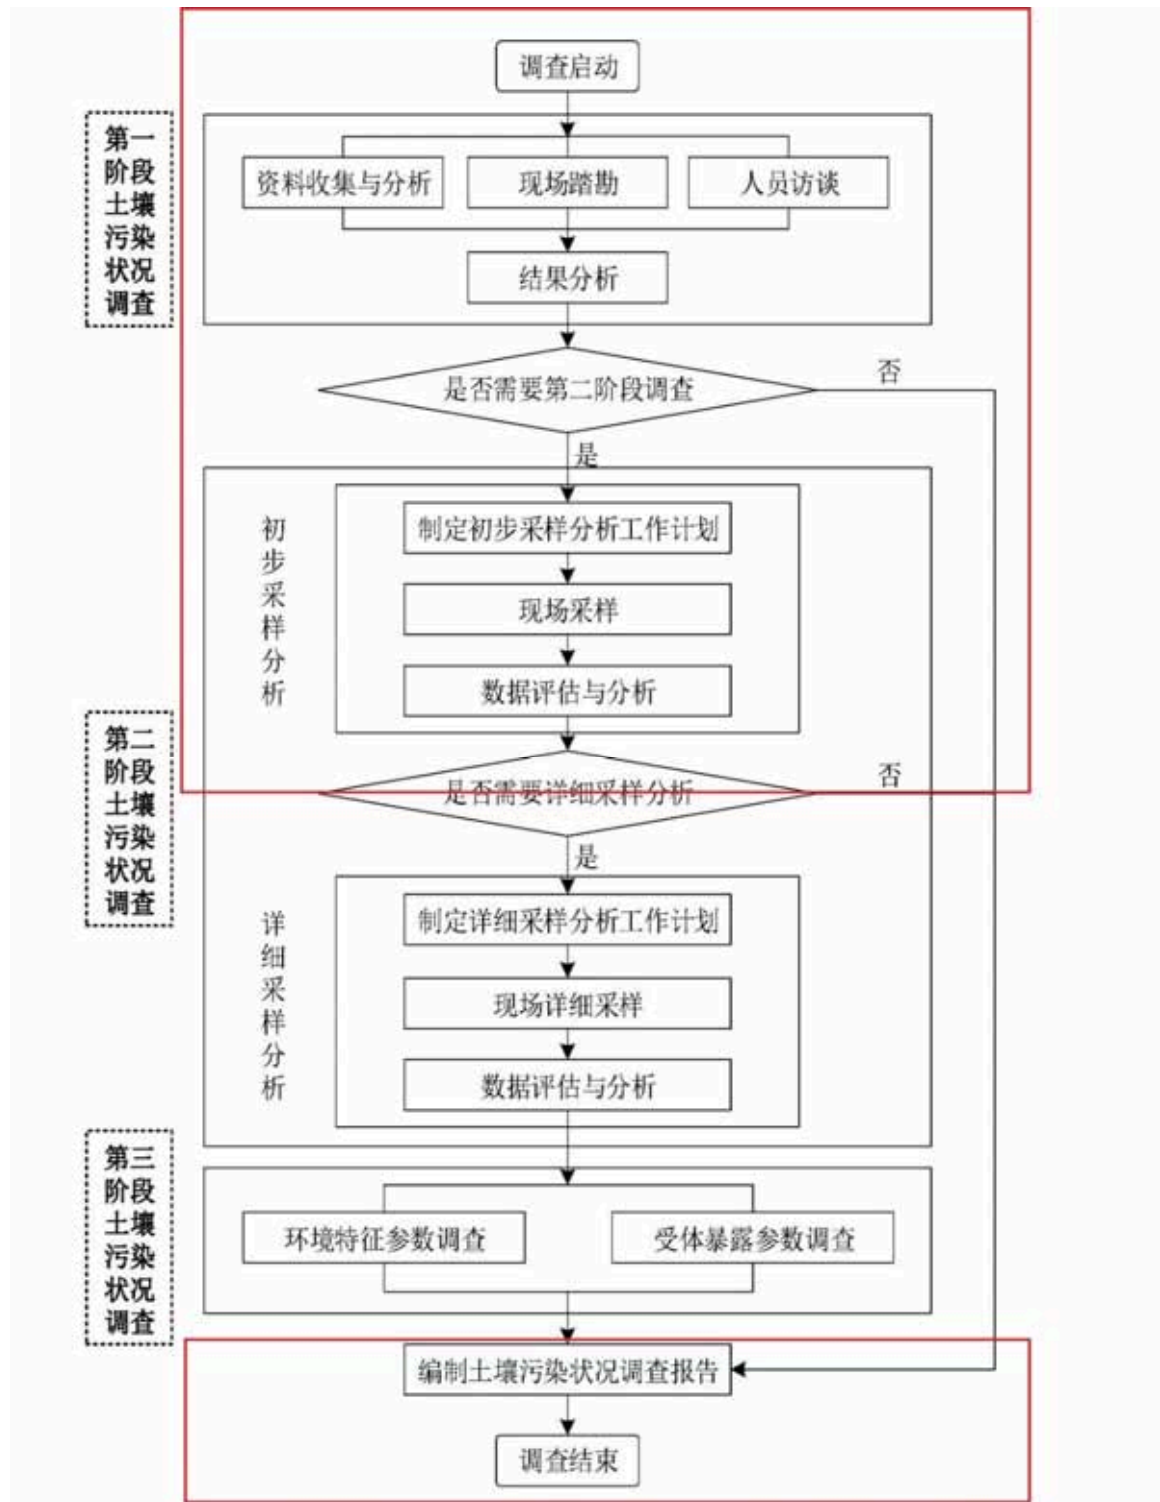 调查启动
第一
阶段
土壤
污染
状况
调查
资料收集与分析
现场踏勘
人员访谈
结果分析
是否需要第二阶段调查
否
是
初
步
采
样
分
析
制定初步采样分析工作计划
现场采样
数据评估与分析
第二
阶段
土壤
污染
状况
调查
是否需要详细采样分析
否
是
详
细
采
样
分
析
制定详细采样分析工作计划
现场详细采样
数据评估与分析
第三
阶段
土壤
污染
状况
调查
环境特征参数调查
受体暴露参数调查
编制土壤污染状况调查报告
调查结束